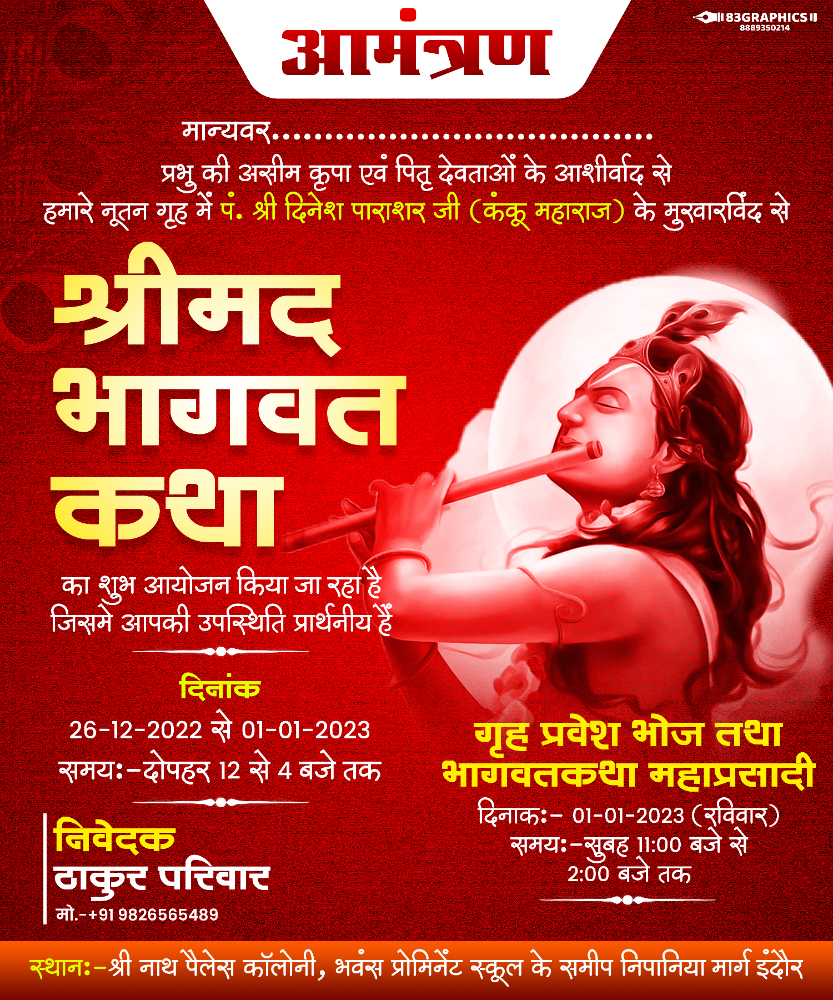 83GRAPHICS
8889350214
आमंत्रण
मान्यवर.....................................
प्रभु की असीम कृपा एवं पितृ देवताओं के आशीर्वाद से
हमारे नूतन गृह में पं. श्री दिनेश पाराशर जी (कंकू महाराज) के मुखारविंद से
श्रीमद्
भागवत
कथा
का शुभ आयोजन किया जा रहा है
जिसमे आपकी उपस्थिति प्रार्थनीय हैं
दिनांक
26-12-2022 से 01-01-2023
समय:-दोपहर 12 से 4 बजे तक
गृह प्रवेश भोज तथा
भागवतकथा महाप्रसादी
दिनाक:- 01-01-2023 (रविवार)
समय:-सुबह 11:00 बजे से
2:00 बजे तक
निवेदक
ठाकुर परिवार
मो.-+91 9826565489
स्थान:-श्री नाथ पैलेस कॉलोनी, भवंस प्रोमिनेंट स्कूल के समीप निपानिया मार्ग इंदौर